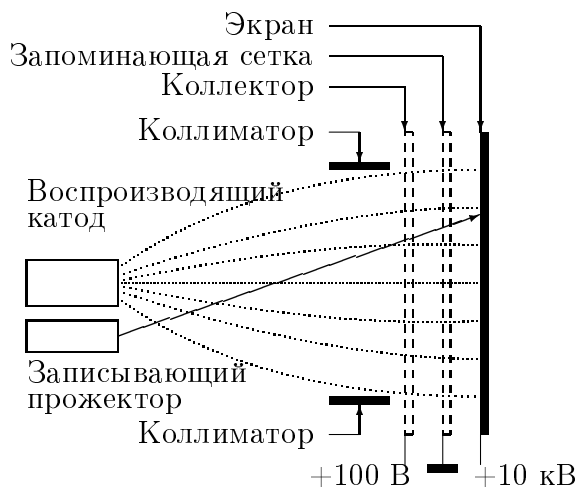 Экран
Запоминающая сетка
Коллектор
Коллиматор
Воспроизводящий
катод
Записывающий
прожектор
Коллиматор
+100 В
+10 кВ